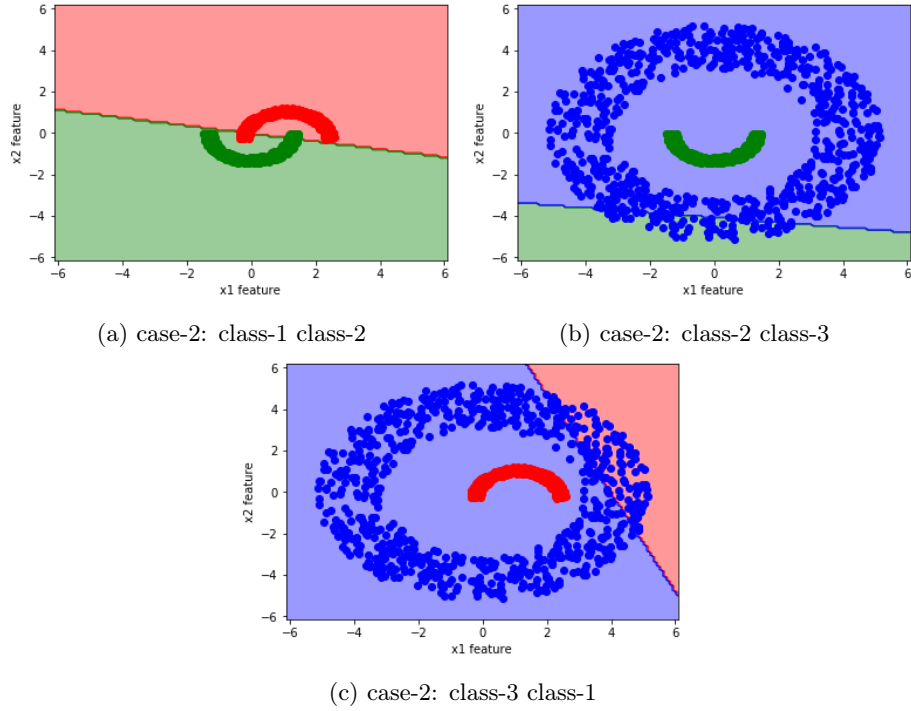 6
4
2
0
−2
−4
−6
x2 feature
−6 −4 −2 0 2 4 6
x1 feature
(a) case-2: class-1 class-2
6
4
2
0
−2
−4
−6
x2 feature
−6 −4 −2 0 2 4 6
x1 feature
(b) case-2: class-2 class-3
6
4
2
0
−2
−4
−6
x2 feature
−6 −4 −2 0 2 4 6
x1 feature
(c) case-2: class-3 class-1